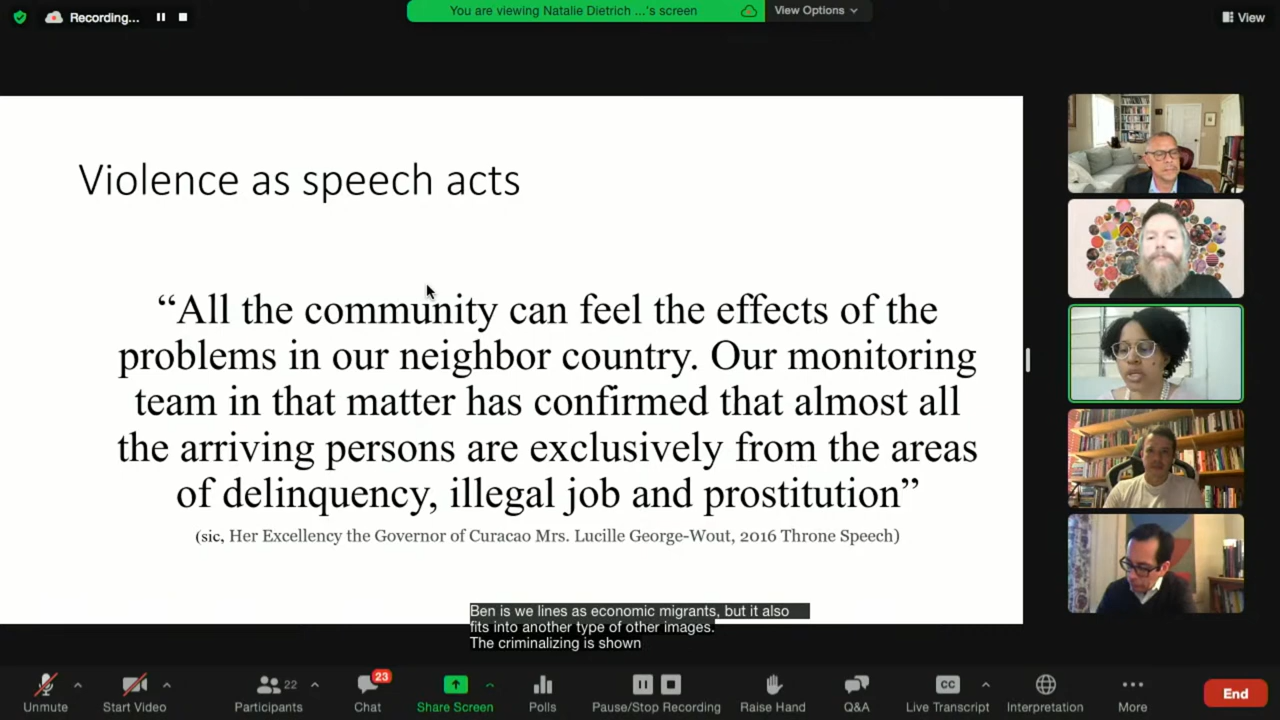 Recording...
You are viewing Natalie Dietrich ...'s screen
View Options
View
Violence as speech acts
“All the community can feel the effects of the
problems in our neighbor country. Our monitoring
team in that matter has confirmed that almost all
the arriving persons are exclusively from the areas
of delinquency, illegal job and prostitution”
(sic, Her Excellency the Governor of Curacao Mrs. Lucille George-Wout, 2016 Throne Speech)
Ben is we lines as economic migrants, but it also
fits into another type of other images.
The criminalizing is shown
22
23
CC
Unmute
Start Video
Participants
Chat
Share Screen
Polls
Pause/Stop Recording
Raise Hand
Q&A
Live Transcript
Interpretation
More
End